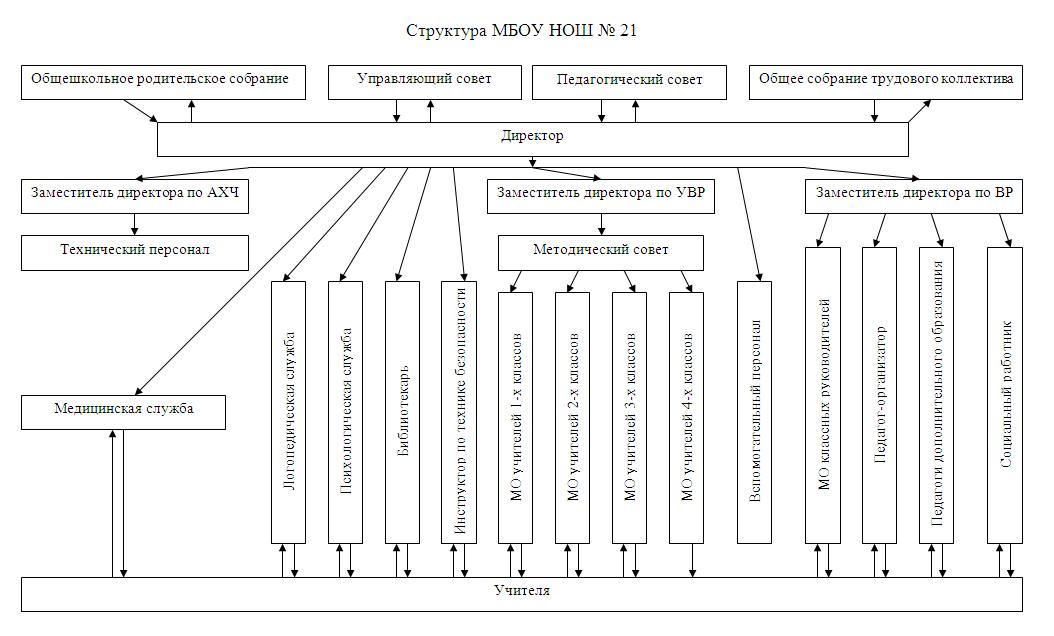 Структура МБОУ НОШ № 21
Общешкольное родительское собрание
Управляющий совет
Педагогический совет
Общее собрание трудового коллектива
Директор
Заместитель директора по АХЧ
Заместитель директора по УВР
Заместитель директора по ВР
Технический персонал
Методический совет
Медицинская служба
Логопедическая служба
Психологическая служба
Библиотекарь
Инструктор по технике безопасности
МО учителей 1-х классов
МО учителей 2-х классов
МО учителей 3-х классов
МО учителей 4-х классов
Вспомогательный персонал
МО классных руководителей
Педагог-организатор
Педагоги дополнительного образования
Социальный работник
Учителя